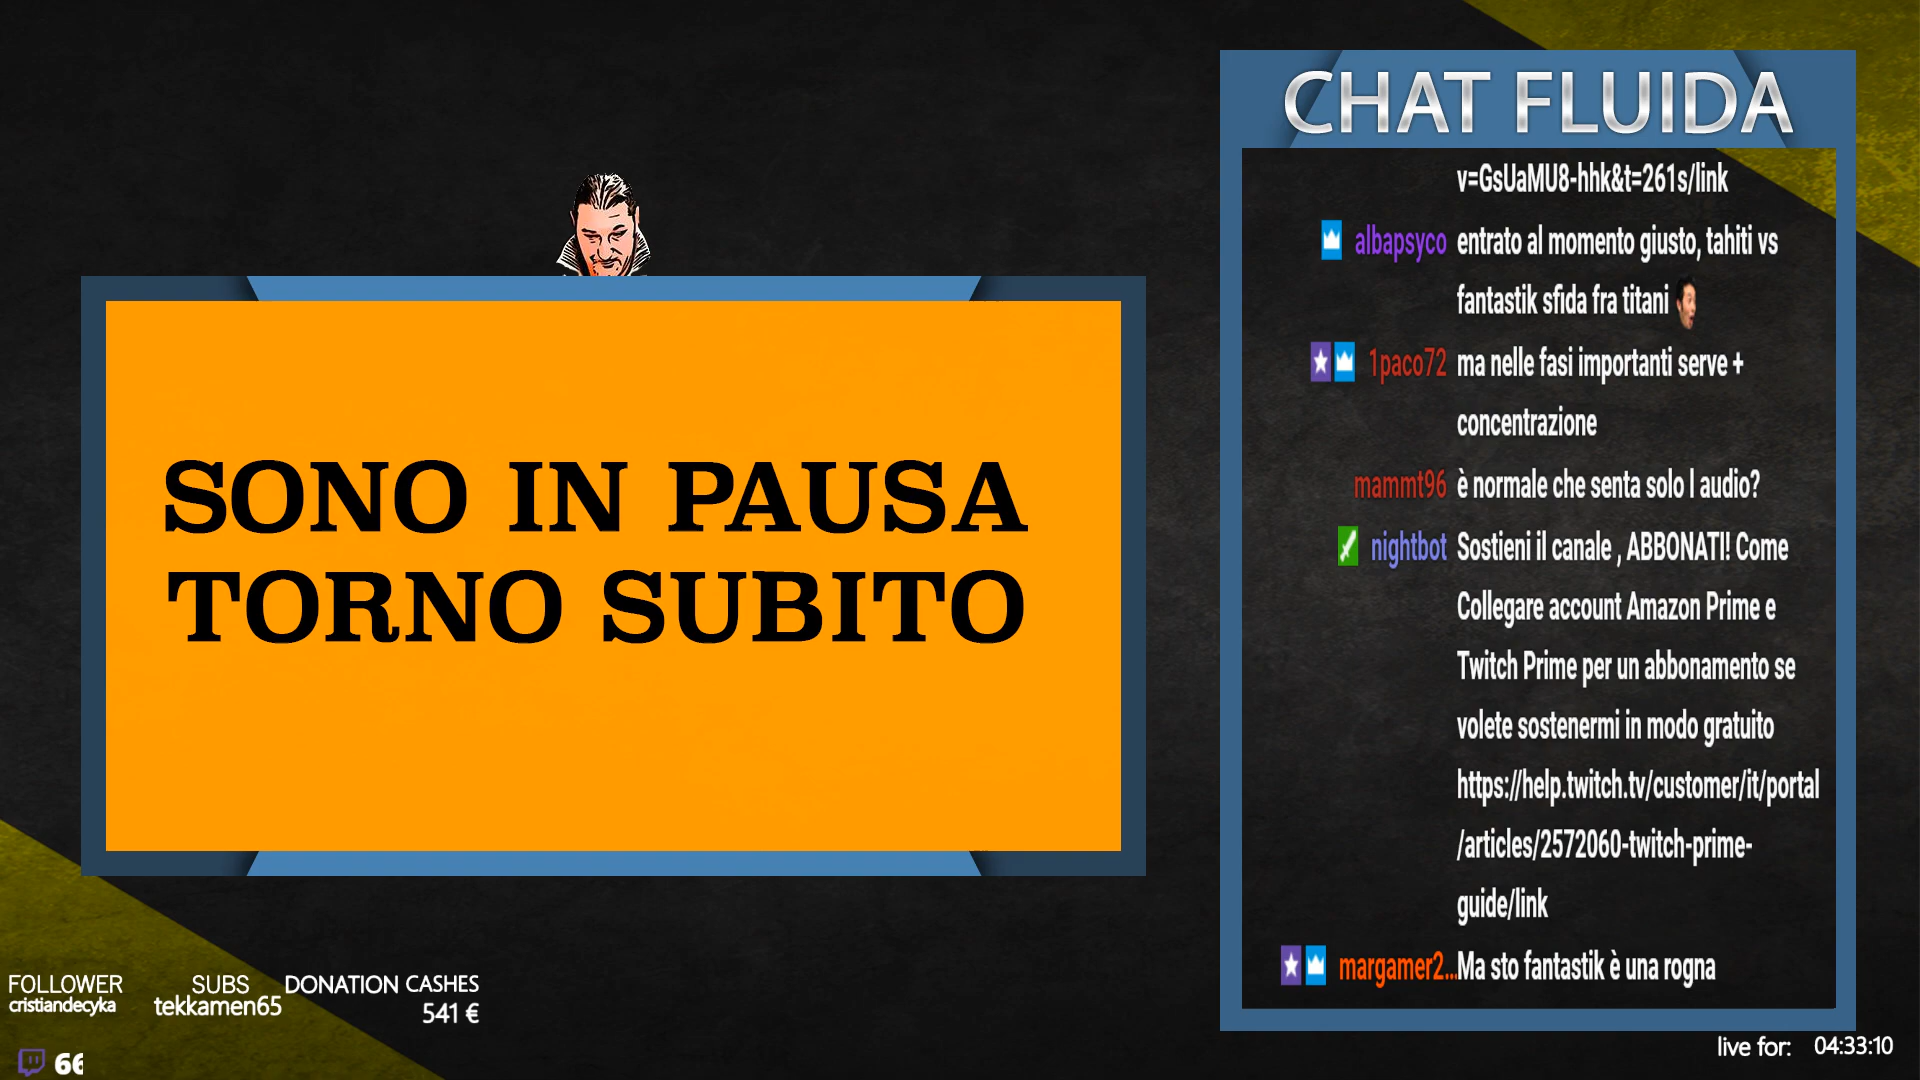 CHAT FLUIDA
v=GsUaMU8-hhk&t=261s/link
albapsyco entrato al momento giusto, tahiti vs
fantastik sfida fra titani
1paco72 ma nelle fasi importanti serve +
concentrazione
mammt96 è normale che senta solo l audio?
nightbot Sostieni il canale , ABBONATI! Come
Collegare account Amazon Prime e
Twitch Prime per un abbonamento se
volete sostenermi in modo gratuito
https://help.twitch.tv/customer/it/portal
/articles/2572060-twitch-prime-
guide/link
margamer2... Ma sto fantastik è una rogna
SONO IN PAUSA
TORNO SUBITO
FOLLOWER
cristiandecyka
SUBS
tekkamen65
DONATION CASHES
541 €
live for: 04:33:10